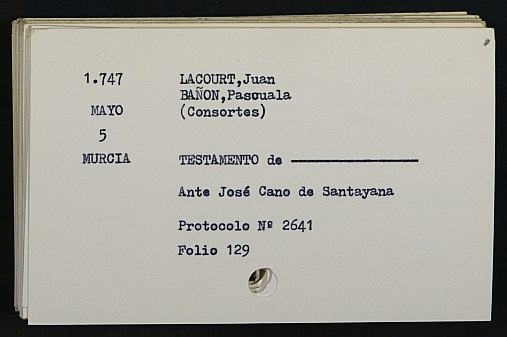 1.747 LACOURT,Juan
BAÑON,Pascuala
MAYO (Consortes)
5
MURCIA TESTAMENTO de
Ante José Cano de Santayana
Protocolo Nº 2641
Folio 129